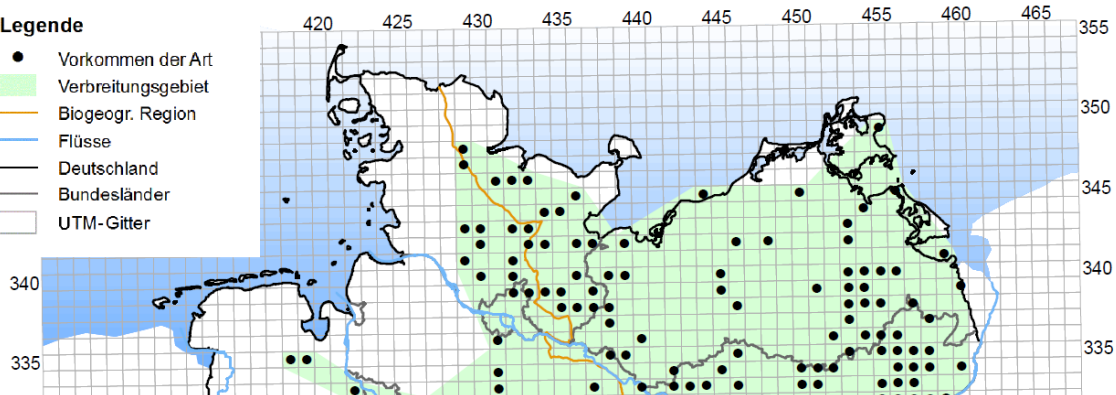 Legende
Vorkommen der Art
Verbreitungsgebiet
Biogeogr. Region
Flüsse
Deutschland
Bundesländer
UTM-Gitter
420 425 430 435 440 445 450 455 460 465
355
350
345
340 340
335 335